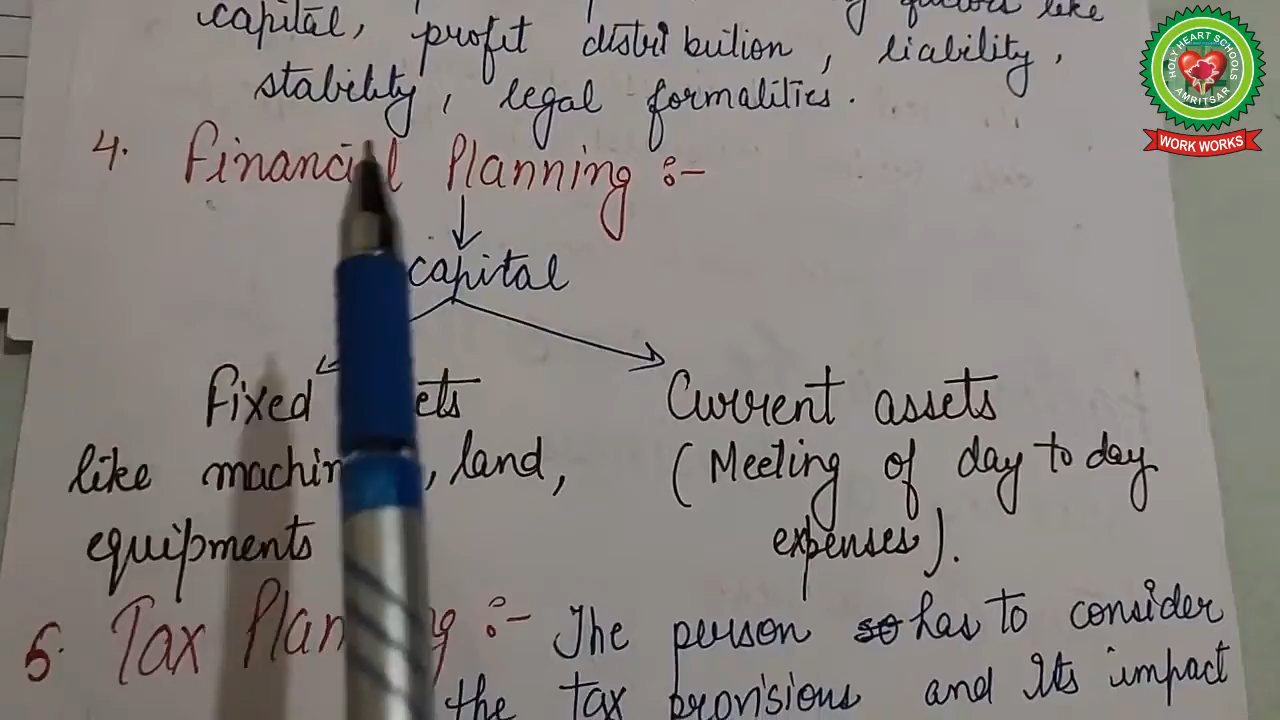 capital, profit distribution, liability,
stability, legal formalities.
4. Financial Planning :-
capital
Fixed
Current assets
like land,
(Meeting of day to day
equipments
expenses).
5. Tax :- The person so has to consider
the tax provisions and its impact
HOLY HEART SCHOOLS
AMRITSAR
WORK WORKS